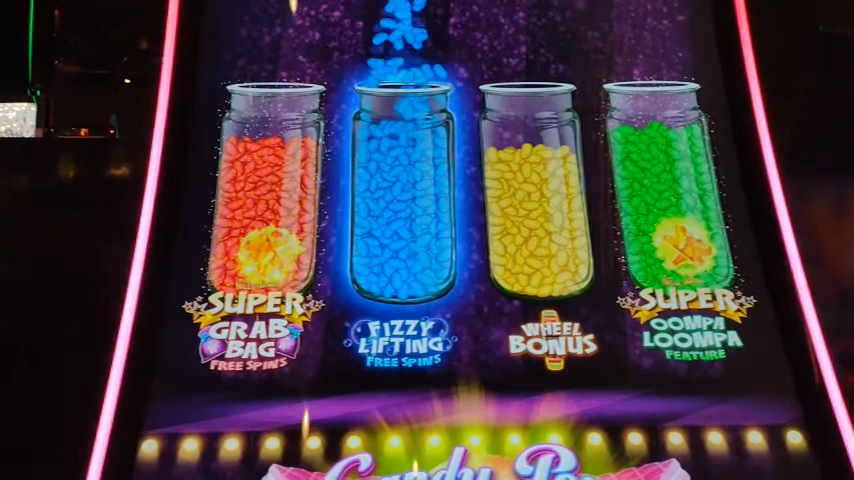 SUPER
GRAB
BAG
FREE SPINS
FIZZY
LIFTING
FREE SPINS
WHEEL
BONUS
SUPER
OOMPA
LOOMPA
FEATURE